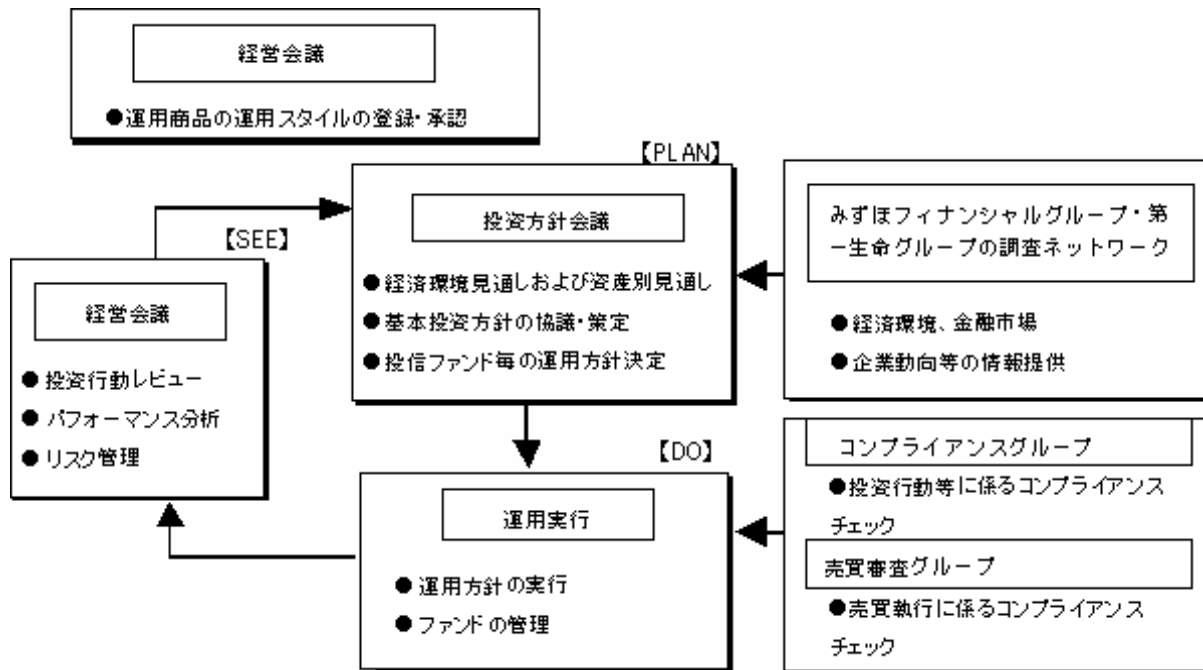 経営会議
●運用商品の運用スタイルの登録・承認
【PLAN】
投資方針会議
●経済環境見通しおよび資産別見通し
●基本投資方針の協議・策定
●投信ファンド毎の運用方針決定
みずほフィナンシャルグループ・第
一生命グループの調査ネットワーク
●経済環境、金融市場
●企業動向等の情報提供
【SEE】
経営会議
●投資行動レビュー
●パフォーマンス分析
●リスク管理
【DO】
運用実行
●運用方針の実行
●ファンドの管理
コンプライアンスグループ
●投資行動等に係るコンプライアンス
チェック
売買審査グループ
●売買執行に係るコンプライアンス
チェック